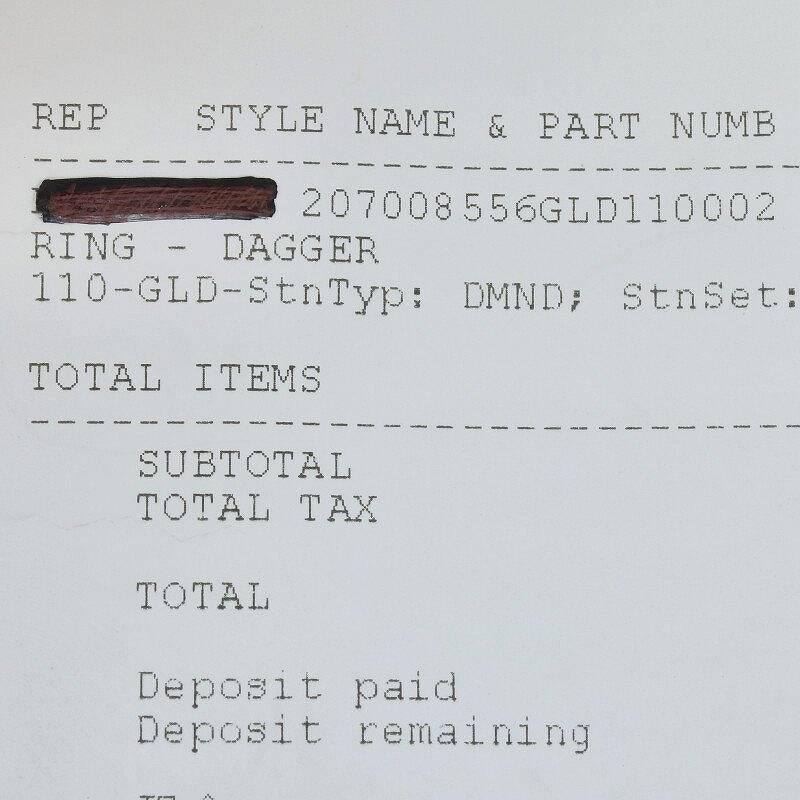 REP STYLE NAME & PART NUMB
207008556GLD110002
RING - DAGGER
110-GLD-StnTyp: DMND; StnSet:
TOTAL ITEMS
SUBTOTAL
TOTAL TAX
TOTAL
Deposit paid
Deposit remaining